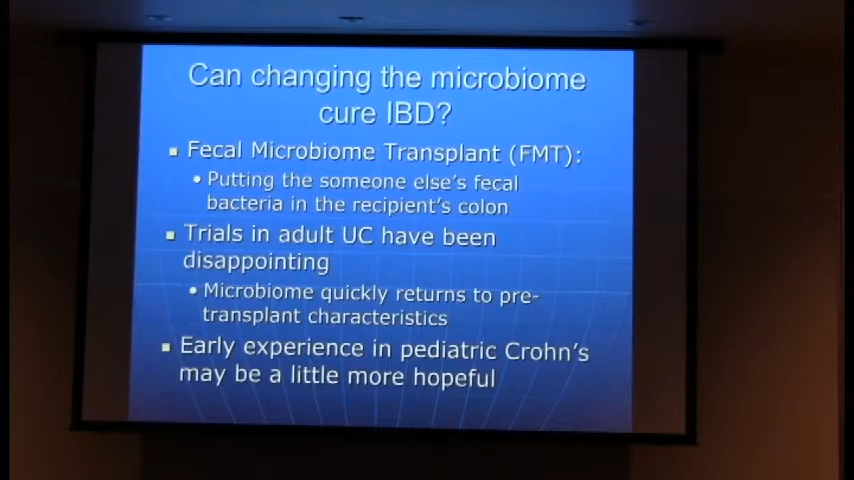 Can changing the microbiome
cure IBD?
▪ Fecal Microbiome Transplant (FMT):
• Putting the someone else's fecal
bacteria in the recipient's colon
▪ Trials in adult UC have been
disappointing
• Microbiome quickly returns to pre-
transplant characteristics
▪ Early experience in pediatric Crohn's
may be a little more hopeful